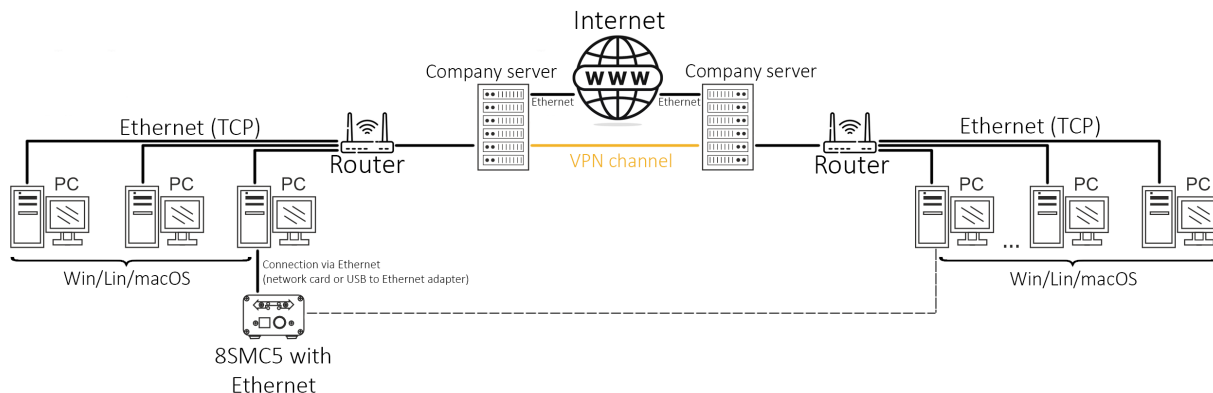 Internet
WWW
Company server
Company server
Ethernet
Ethernet
Ethernet (TCP)
Ethernet (TCP)
Router
VPN channel
Router
PC
PC
PC
PC
PC
PC
...
Win/Lin/macOS
Connection via Ethernet
(network card or USB to Ethernet adapter)
Win/Lin/macOS
8SMC5 with
Ethernet